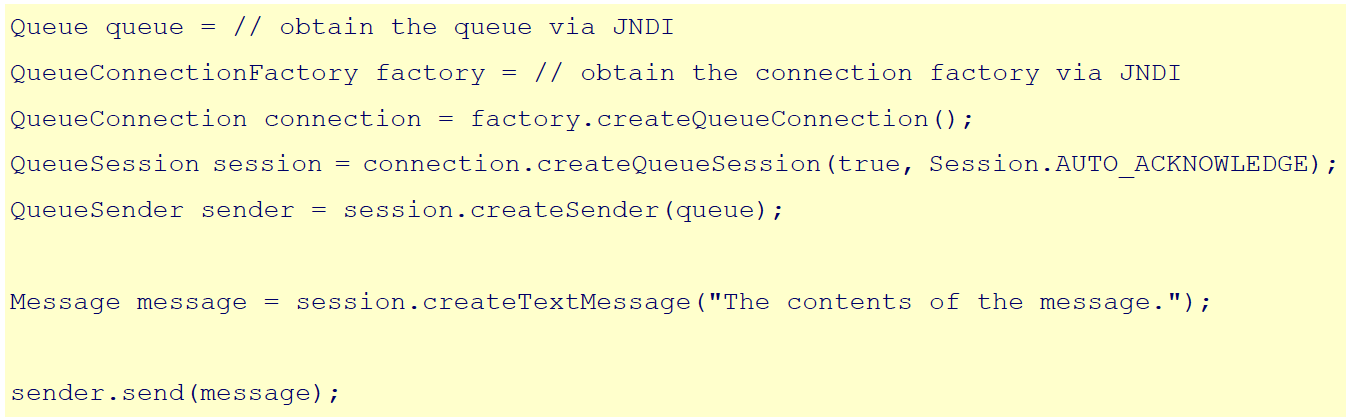 Queue queue = // obtain the queue via JNDI
QueueConnectionFactory factory = // obtain the connection factory via JNDI
QueueConnection connection = factory.createQueueConnection();
QueueSession session = connection.createQueueSession(true, Session.AUTO_ACKNOWLEDGE);
QueueSender sender = session.createSender(queue);
Message message = session.createTextMessage("The contents of the message.");
sender.send(message);